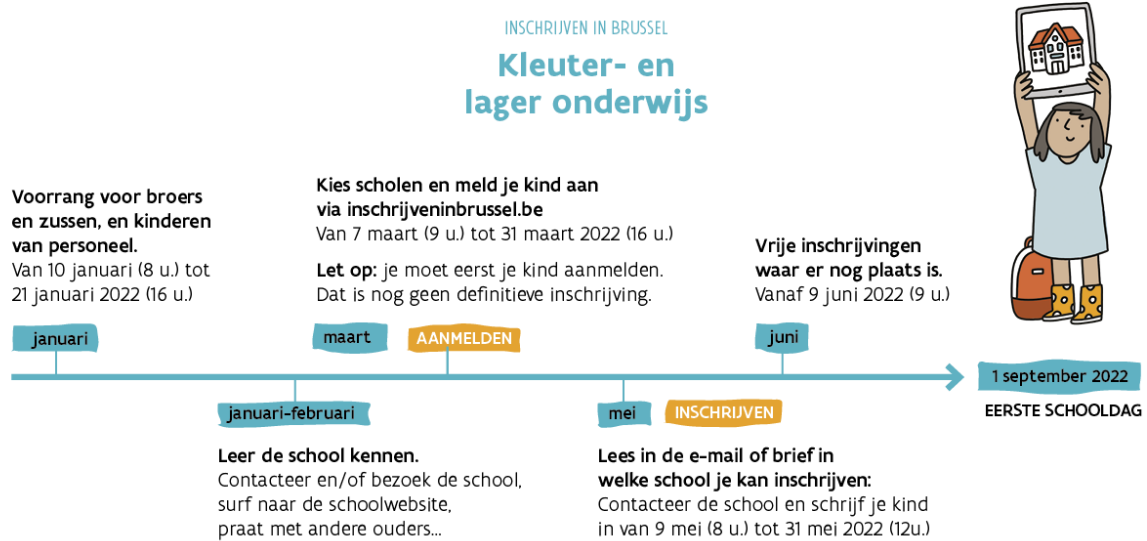 INSCHRIJVEN IN BRUSSEL
Kleuter- en
lager onderwijs
Voorrang voor broers
en zussen, en kinderen
van personeel.
Van 10 januari (8 u.) tot
21 januari 2022 (16 u.)
januari
januari-februari
Leer de school kennen.
Contacteer en/of bezoek de school,
surf naar de schoolwebsite,
praat met andere ouders...
Kies scholen en meld je kind aan
via inschrijveninbrussel.be
Van 7 maart (9 u.) tot 31 maart 2022 (16 u.)
Let op: je moet eerst je kind aanmelden.
Dat is nog geen definitieve inschrijving.
maart
AANMELDEN
mei
INSCHRIJVEN
Lees in de e-mail of brief in
welke school je kan inschrijven:
Contacteer de school en schrijf je kind
in van 9 mei (8 u.) tot 31 mei 2022 (12u.)
Vrije inschrijvingen
waar er nog plaats is.
Vanaf 9 juni 2022 (9 u.)
juni
1 september 2022
EERSTE SCHOOLDAG